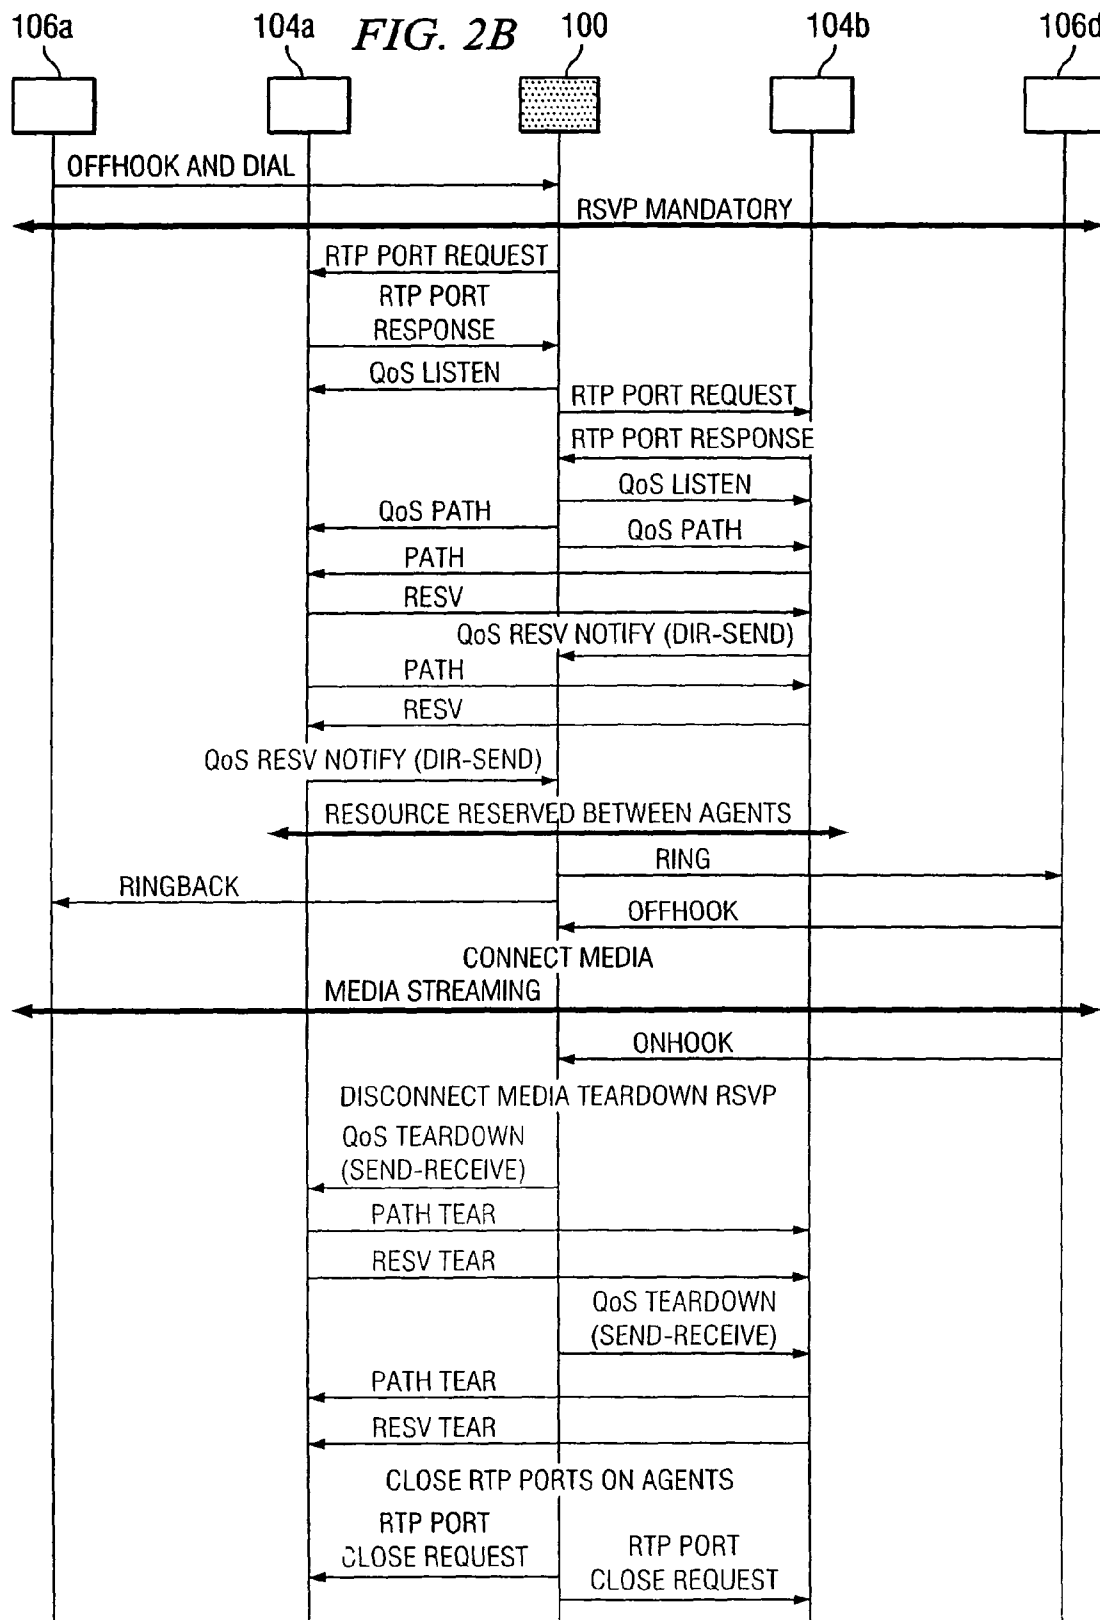 106a
104a
FIG. 2B
100
104b
106d
OFFHOOK AND DIAL
RSVP MANDATORY
RTP PORT REQUEST
RTP PORT
RESPONSE
QoS LISTEN
RTP PORT REQUEST
RTP PORT RESPONSE
QoS LISTEN
QoS PATH
QoS PATH
PATH
RESV
QoS RESV NOTIFY (DIR-SEND)
PATH
RESV
QoS RESV NOTIFY (DIR-SEND)
RESOURCE RESERVED BETWEEN AGENTS
RING
RINGBACK
OFFHOOK
CONNECT MEDIA
MEDIA STREAMING
ONHOOK
DISCONNECT MEDIA TEARDOWN RSVP
QoS TEARDOWN
(SEND-RECEIVE)
PATH TEAR
RESV TEAR
QoS TEARDOWN
(SEND-RECEIVE)
PATH TEAR
RESV TEAR
CLOSE RTP PORTS ON AGENTS
RTP PORT
CLOSE REQUEST
RTP PORT
CLOSE REQUEST